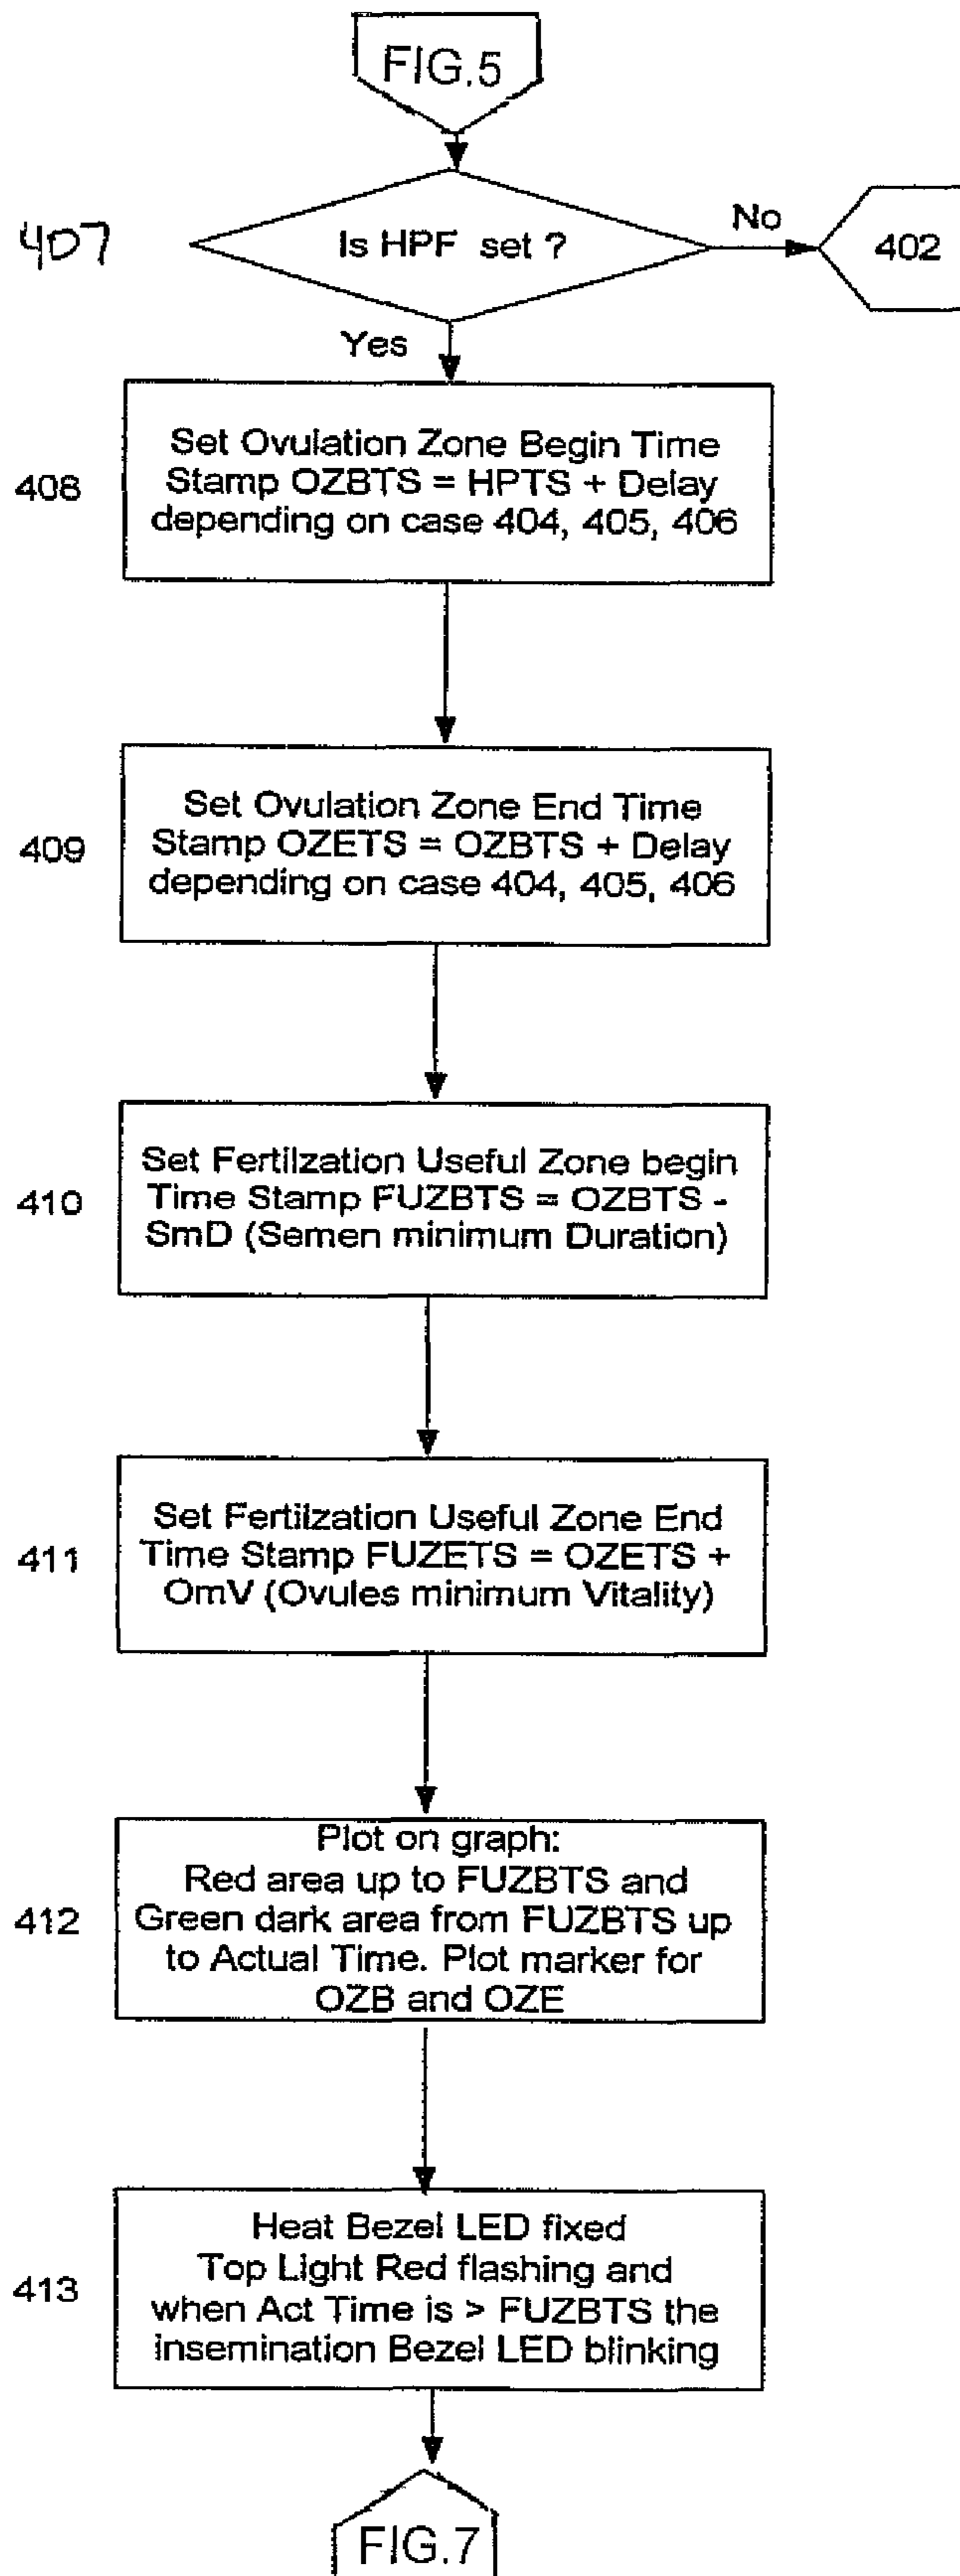 FIG.5
407
Is HPF set ?
No
402
Yes
408
Set Ovulation Zone Begin Time
Stamp OZBTS = HPTS + Delay
depending on case 404, 405, 406
409
Set Ovulation Zone End Time
Stamp OZETS = OZBTS + Delay
depending on case 404, 405, 406
410
Set Fertilzation Useful Zone begin
Time Stamp FUZBTS = OZBTS -
SmD (Semen minimum Duration)
411
Set Fertilzation Useful Zone End
Time Stamp FUZETS = OZETS +
OmV (Ovules minimum Vitality)
412
Plot on graph:
Red area up to FUZBTS and
Green dark area from FUZBTS up
to Actual Time. Plot marker for
OZB and OZE
413
Heat Bezel LED fixed
Top Light Red flashing and
when Act Time is > FUZBTS the
insemination Bezel LED blinking
FIG.7